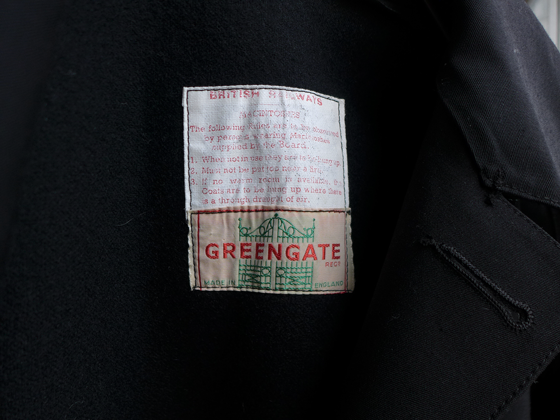 BRITISH RAILWAYS
MACINTOSHES
The following Rules are to be observed
by persons wearing Macintoshes
supplied by the Board.
1. When not in use they are to be hung up.
2. Must not be put too near a fire.
3. If no warm room is available,
Coats are to be hung up where there
is a through draught of air.
GREENGATE
REGD
MADE IN ENGLAND